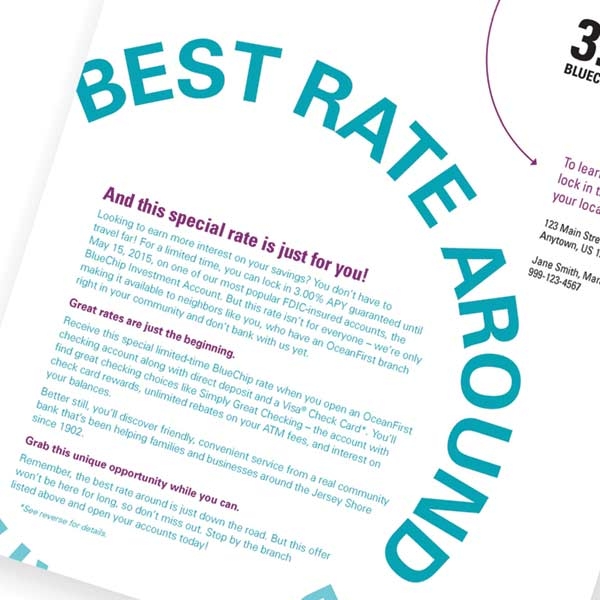 BEST RATE AROUND
And this special rate is just for you!
Looking to earn more interest on your savings? You don't have to
travel far! For a limited time, you can lock in 3.00% APY guaranteed until
May 15, 2015, on one of our most popular FDIC-insured accounts, the
BlueChip Investment Account. But this rate isn't for everyone – we're only
making it available to neighbors like you, who have an OceanFirst branch
right in your community and don't bank with us yet.
Great rates are just the beginning.
Receive this special limited-time BlueChip rate when you open an OceanFirst
checking account along with direct deposit and a Visa® Check Card*. You'll
find great checking choices like Simply Great Checking – the account with
check card rewards, unlimited rebates on your ATM fees, and interest on
your balances.
Better still, you'll discover friendly, convenient service from a real community
bank that's been helping families and businesses around the Jersey Shore
since 1902.
Grab this unique opportunity while you can.
Remember, the best rate around is just down the road. But this offer
won't be here for long, so don't miss out. Stop by the branch
listed above and open your accounts today!
*See reverse for details.
3.
BLUEC
To lear
lock in t
your loca
123 Main Stre
Anytown, US 1
Jane Smith, Man
999-123-4567